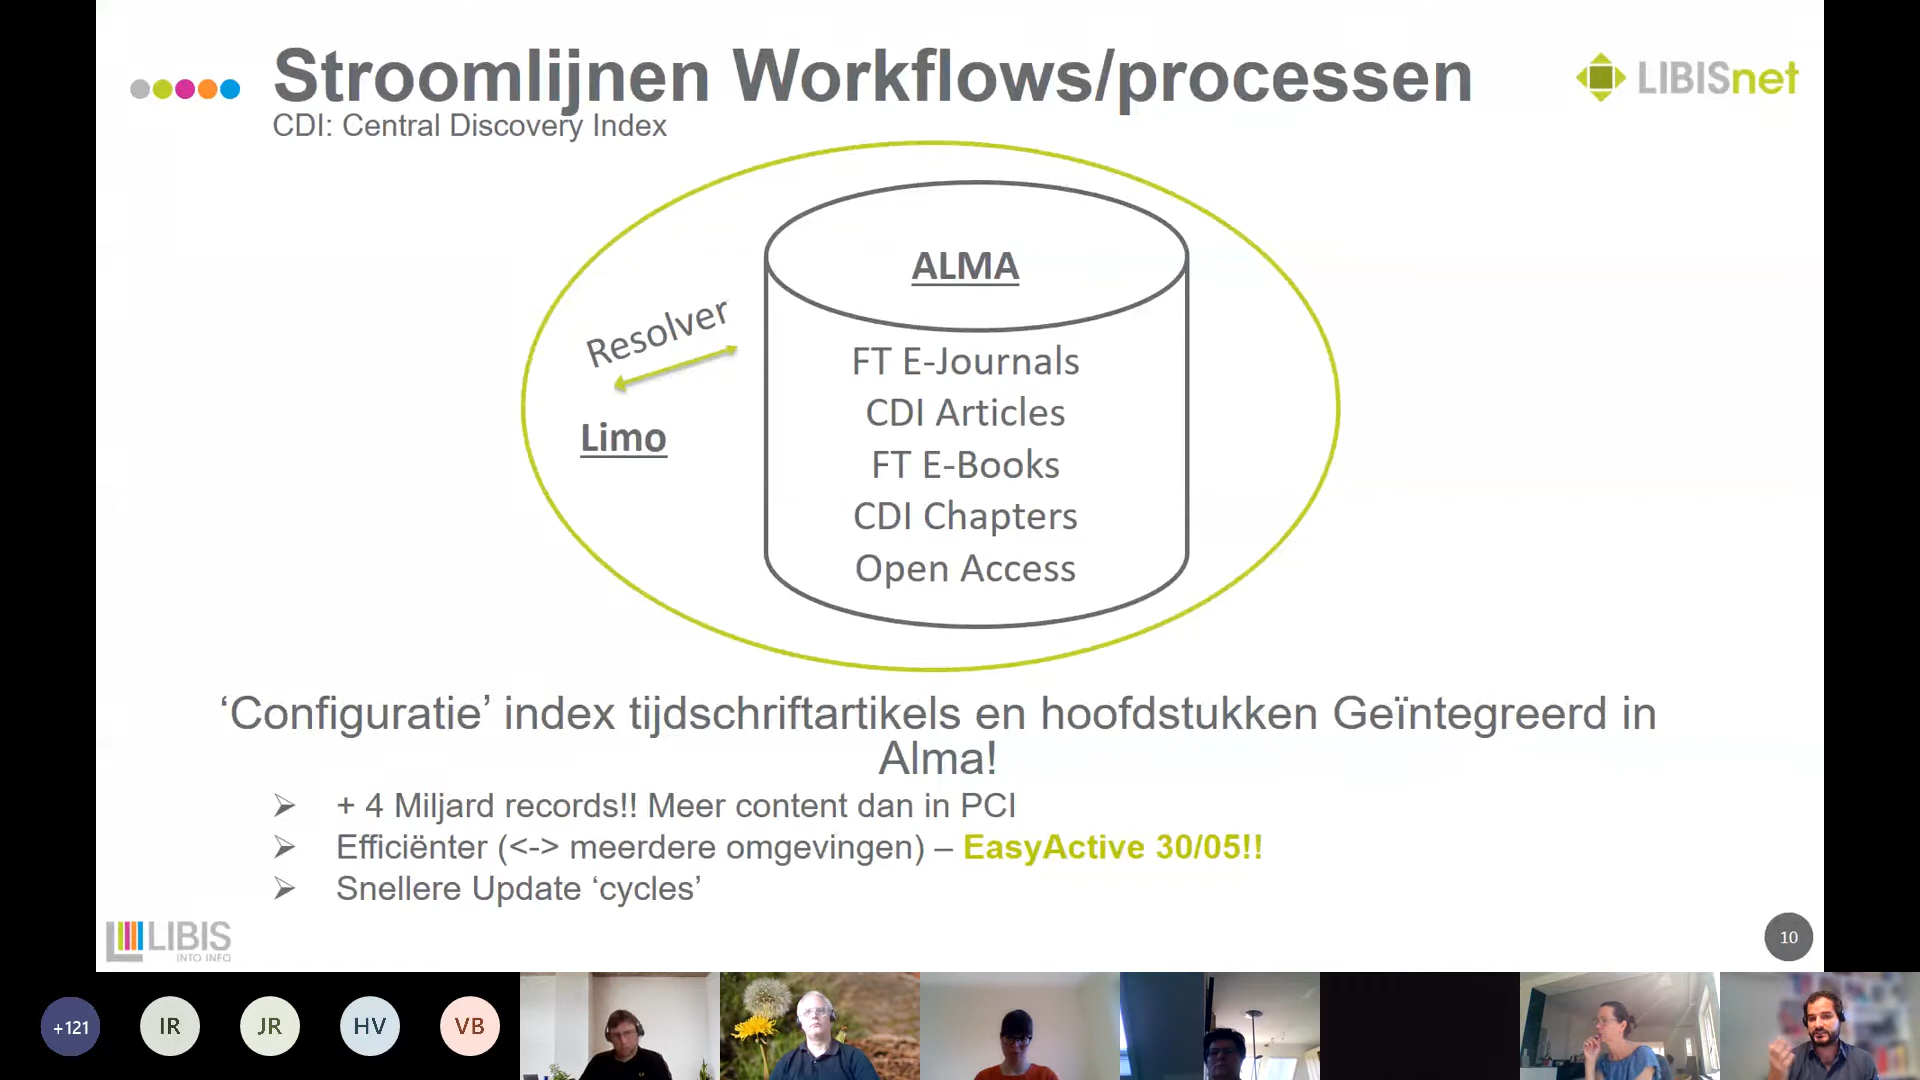 Stroomlijnen Workflows/processen
LIBISnet
CDI: Central Discovery Index
ALMA
Resolver
FT E-Journals
CDI Articles
Limo
FT E-Books
CDI Chapters
Open Access
‘Configuratie’ index tijdschriftartikels en hoofdstukken Geïntegreerd in
Alma!
+ 4 Miljard records!! Meer content dan in PCI
Efficiënter (<-> meerdere omgevingen) – EasyActive 30/05!!
Snellere Update ‘cycles’
LIBIS
INTO INFO
10
+121
IR
JR
HV
VB